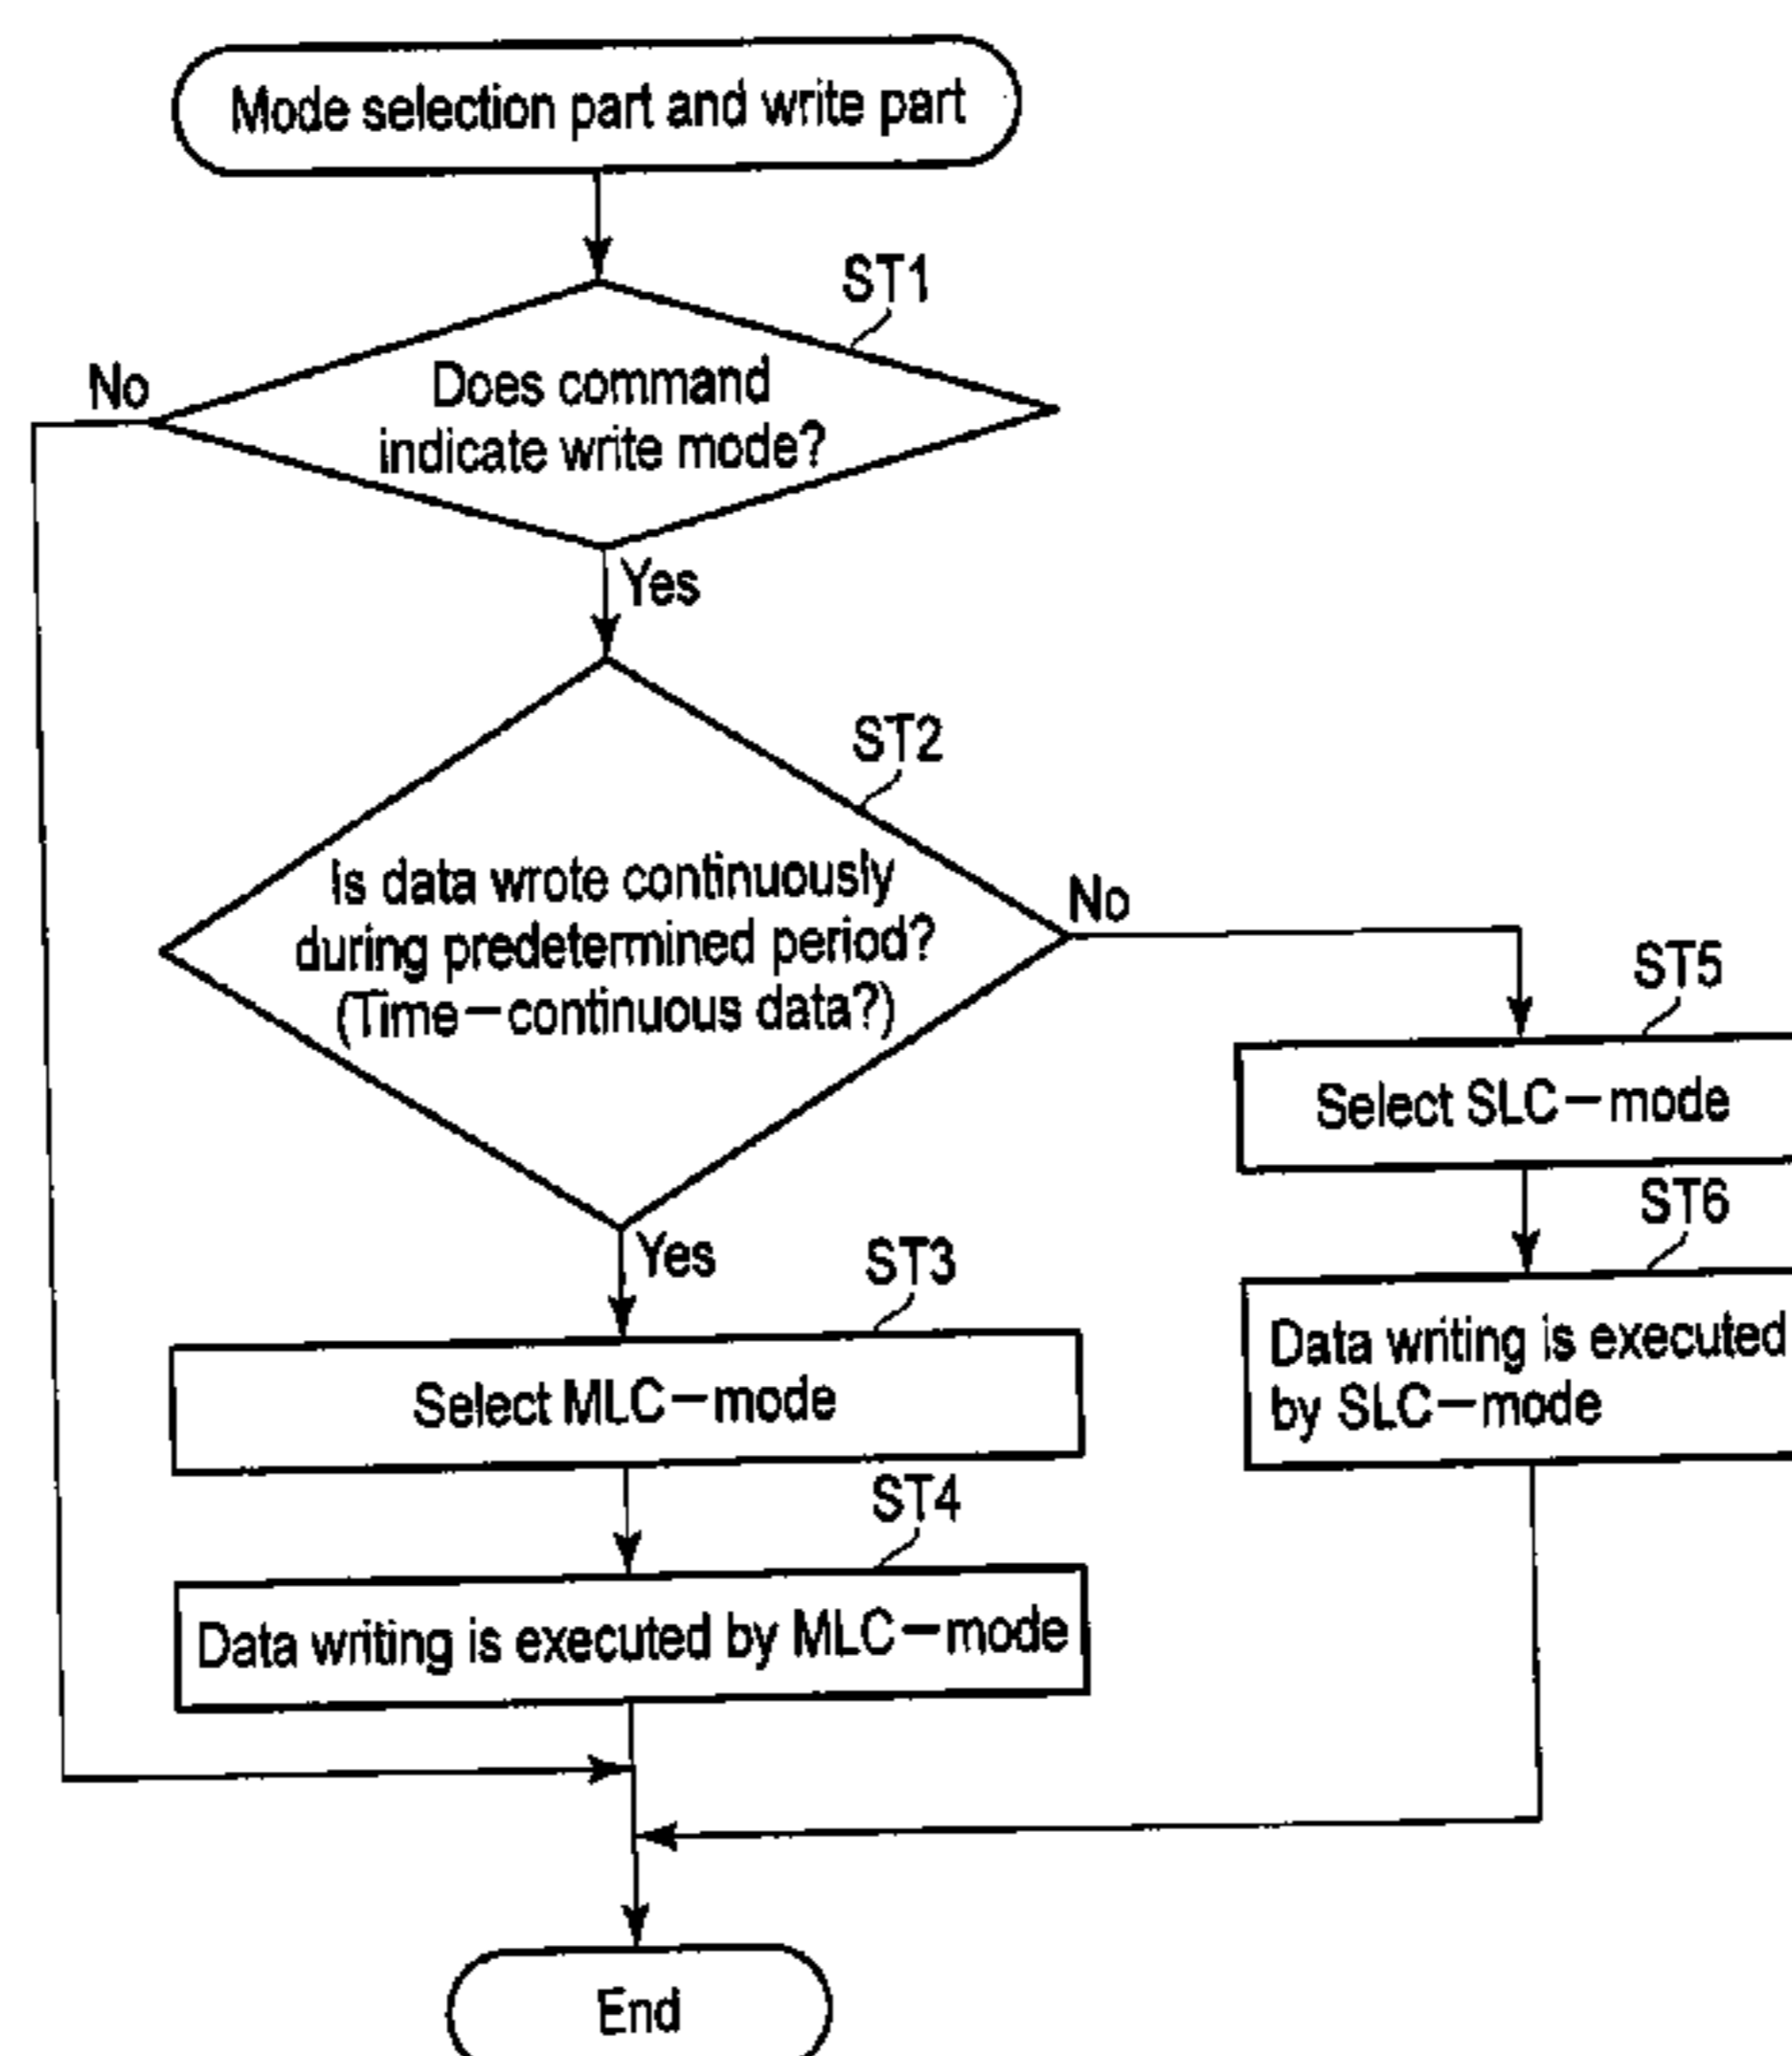 Mode selection part and write part
ST1
No
Does command
indicate write mode?
Yes
ST2
Is data wrote continuously
during predetermined period?
(Time-continuous data?)
No
ST5
Select SLC-mode
ST6
Data writing is executed
by SLC-mode
Yes
ST3
Select MLC-mode
ST4
Data writing is executed by MLC-mode
End